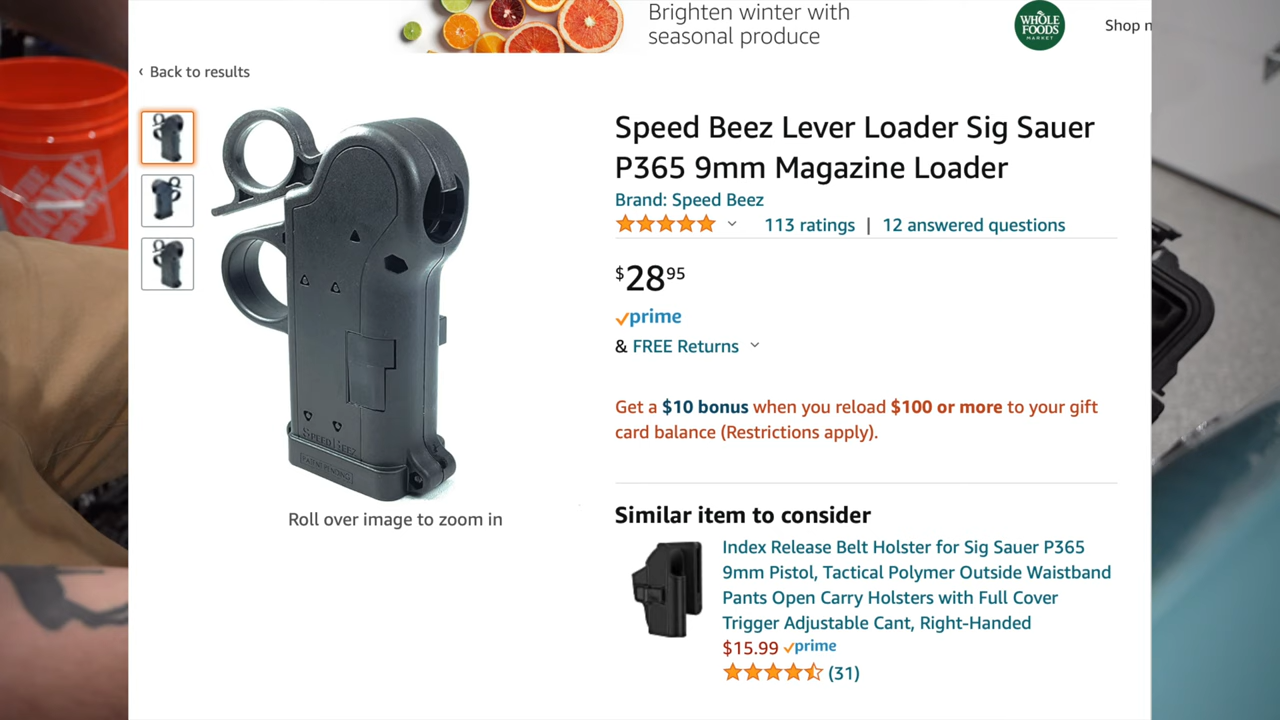 Brighten winter with
seasonal produce
WHOLE
FOODS
MARKET
Shop
‹ Back to results
THE
HOME
DEPOT
Speed Beez Lever Loader Sig Sauer
P365 9mm Magazine Loader
Brand: Speed Beez
113 ratings | 12 answered questions
$28 95
prime
& FREE Returns
Get a $10 bonus when you reload $100 or more to your gift
card balance (Restrictions apply).
SPEEDBEEZ
Roll over image to zoom in
Similar item to consider
Index Release Belt Holster for Sig Sauer P365
9mm Pistol, Tactical Polymer Outside Waistband
Pants Open Carry Holsters with Full Cover
Trigger Adjustable Cant, Right-Handed
$15.99 prime
(31)